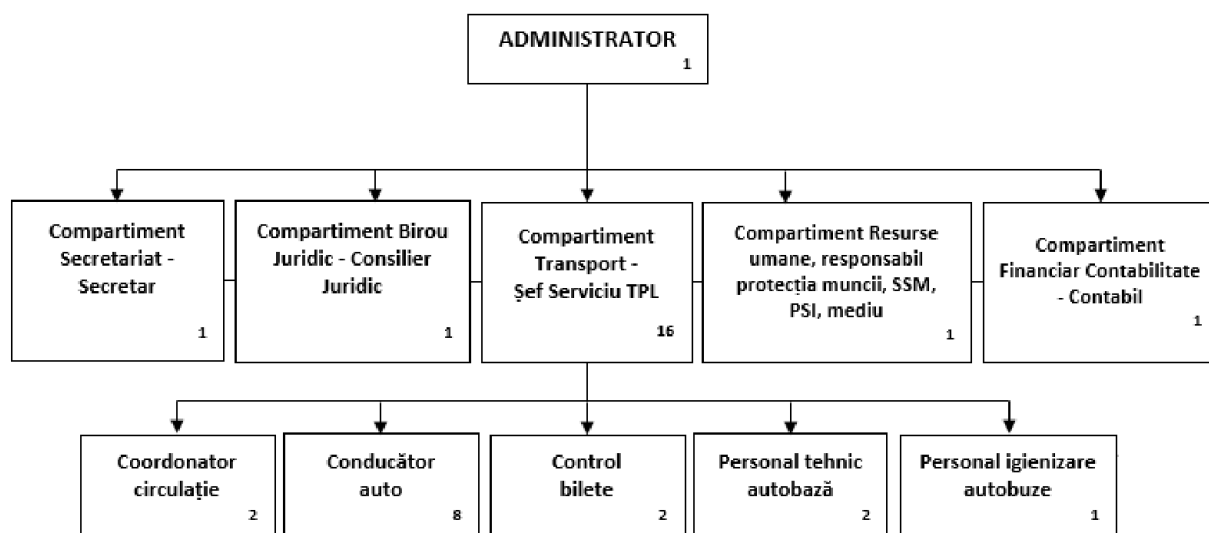 ADMINISTRATOR
1
Compartiment
Secretariat -
Secretar
1
Compartiment Birou
Juridic - Consilier
Juridic
1
Compartiment
Transport -
Șef Serviciu TPL
16
Compartiment Resurse
umane, responsabil
protecția muncii, SSM,
PSI, mediu
1
Compartiment
Financiar Contabilitate
- Contabil
1
Coordonator
circulație
2
Conducător
auto
8
Control
bilete
2
Personal tehnic
autobază
2
Personal igienizare
autobuze
1